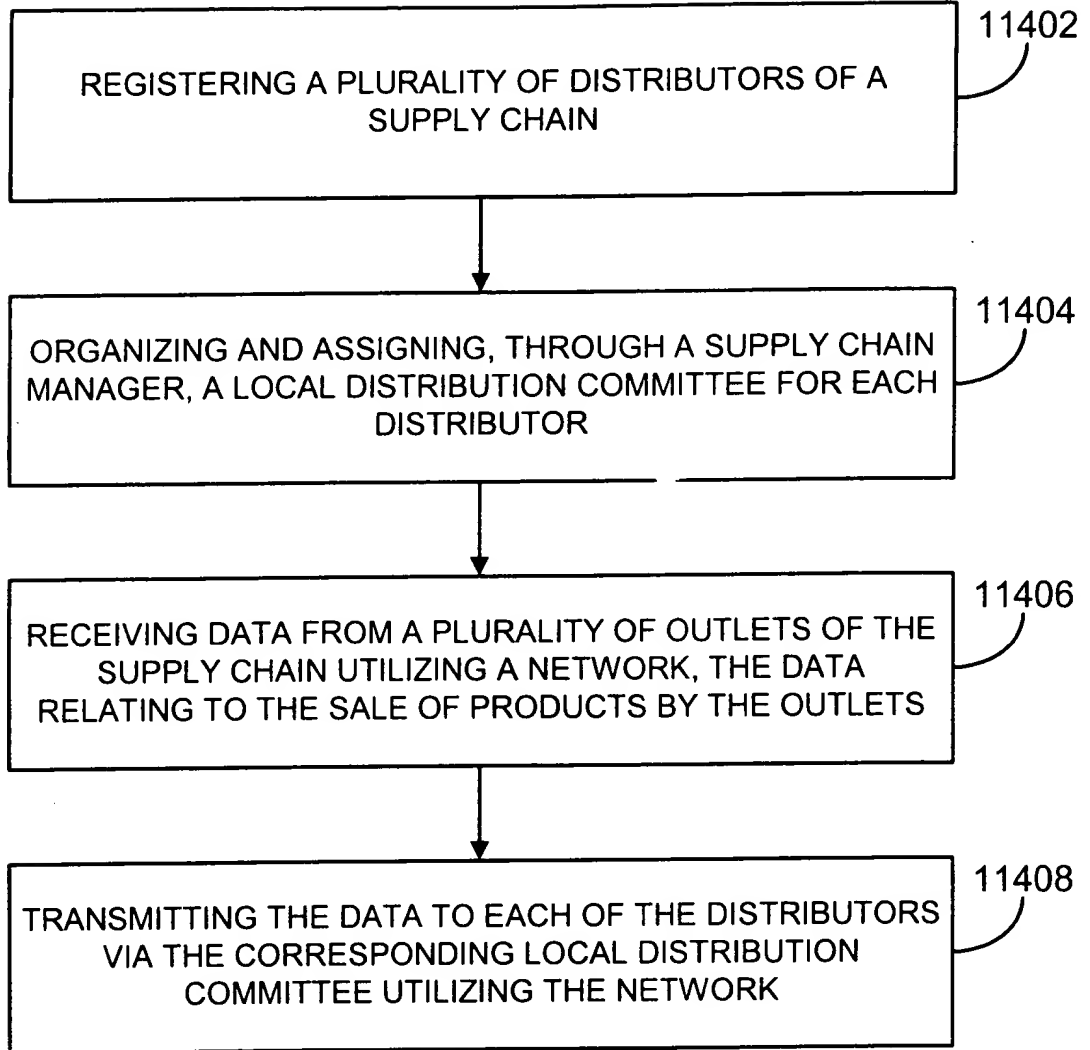 11402
REGISTERING A PLURALITY OF DISTRIBUTORS OF A
SUPPLY CHAIN
11404
ORGANIZING AND ASSIGNING, THROUGH A SUPPLY CHAIN
MANAGER, A LOCAL DISTRIBUTION COMMITTEE FOR EACH
DISTRIBUTOR
11406
RECEIVING DATA FROM A PLURALITY OF OUTLETS OF THE
SUPPLY CHAIN UTILIZING A NETWORK, THE DATA
RELATING TO THE SALE OF PRODUCTS BY THE OUTLETS
11408
TRANSMITTING THE DATA TO EACH OF THE DISTRIBUTORS
VIA THE CORRESPONDING LOCAL DISTRIBUTION
COMMITTEE UTILIZING THE NETWORK